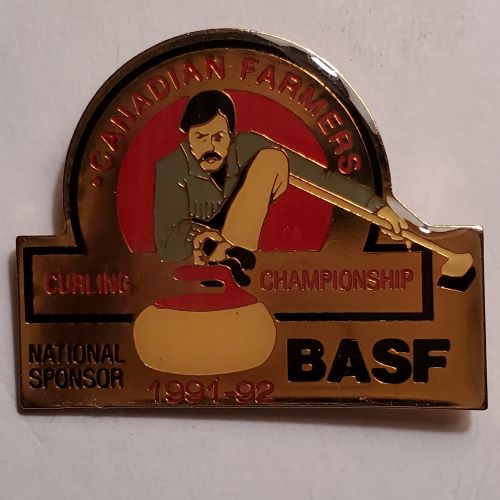 • CANADIAN FARMERS
CURLING CHAMPIONSHIP
NATIONAL
SPONSOR
BASF
1991-92